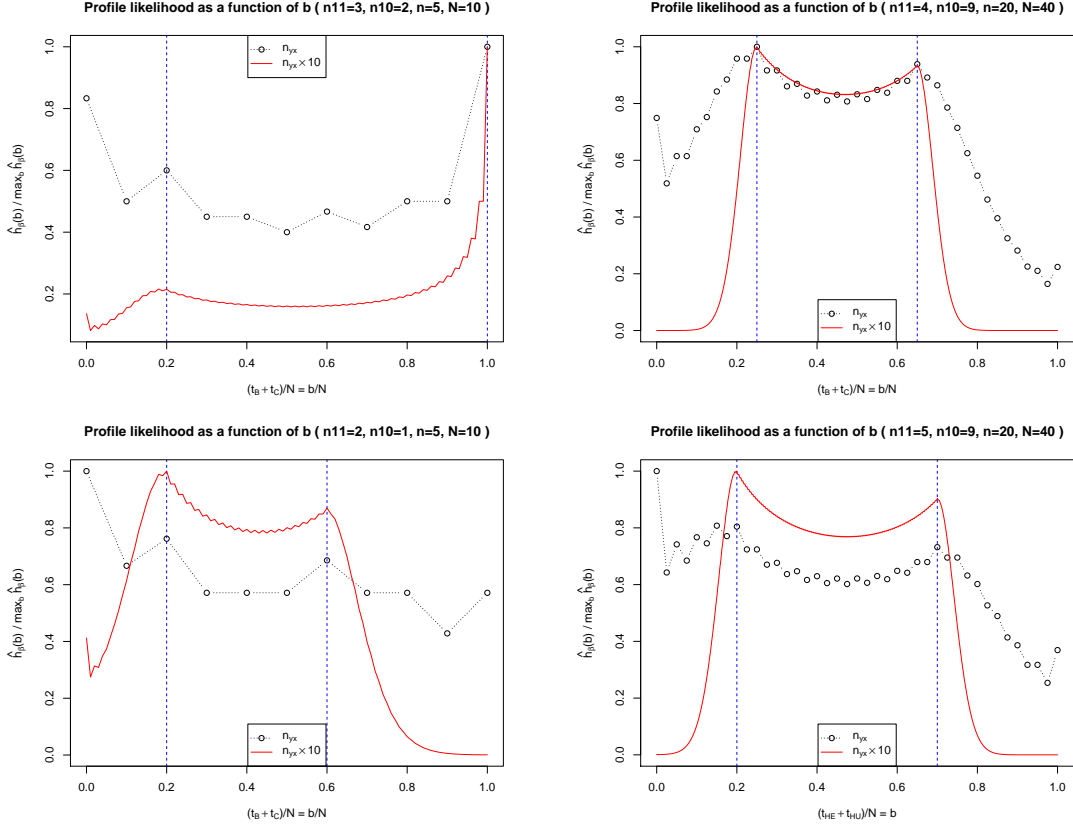 Profile likelihood as a function of b ( n11=3, n10=2, n=5, N=10 )
ĥ_β̂(b) / max_b ĥ_β̂(b)
1.0
0.8
0.6
0.4
0.2
n_yx
n_yx × 10
0.0 0.2 0.4 0.6 0.8 1.0
(t_B + t_C)/N = b/N
Profile likelihood as a function of b ( n11=4, n10=9, n=20, N=40 )
ĥ_β̂(b) / max_b ĥ_β̂(b)
1.0
0.8
0.6
0.4
0.2
0.0
n_yx
n_yx × 10
0.0 0.2 0.4 0.6 0.8 1.0
(t_B + t_C)/N = b/N
Profile likelihood as a function of b ( n11=2, n10=1, n=5, N=10 )
ĥ_β̂(b) / max_b ĥ_β̂(b)
1.0
0.8
0.6
0.4
0.2
0.0
n_yx
n_yx × 10
0.0 0.2 0.4 0.6 0.8 1.0
(t_B + t_C)/N = b/N
Profile likelihood as a function of b ( n11=5, n10=9, n=20, N=40 )
ĥ_β̂(b) / max_b ĥ_β̂(b)
1.0
0.8
0.6
0.4
0.2
0.0
n_yx
n_yx × 10
0.0 0.2 0.4 0.6 0.8 1.0
(t_HE + t_HU)/N = b